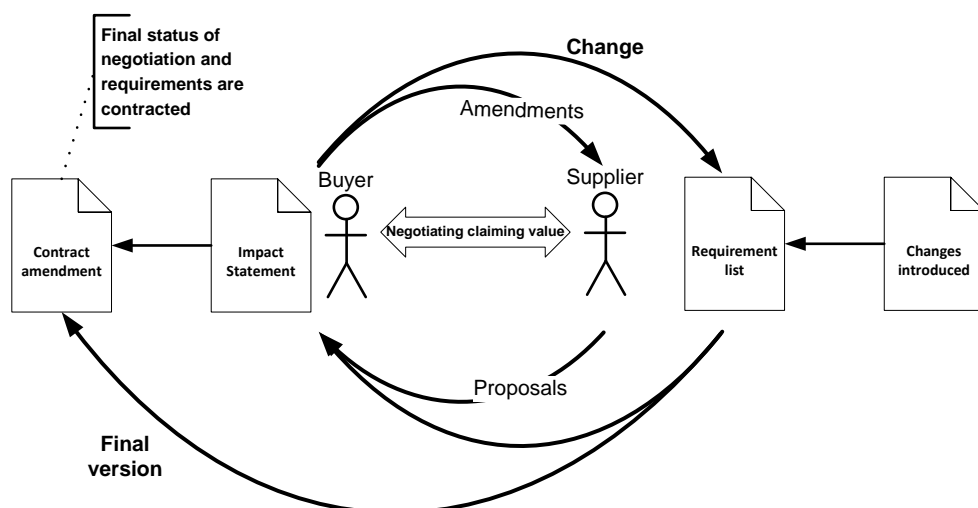 Final status of
negotiation and
requirements are
contracted
Change
Amendments
Buyer
Supplier
Negotiating claiming value
Contract
amendment
Impact
Statement
Requirement
list
Changes
introduced
Proposals
Final
version